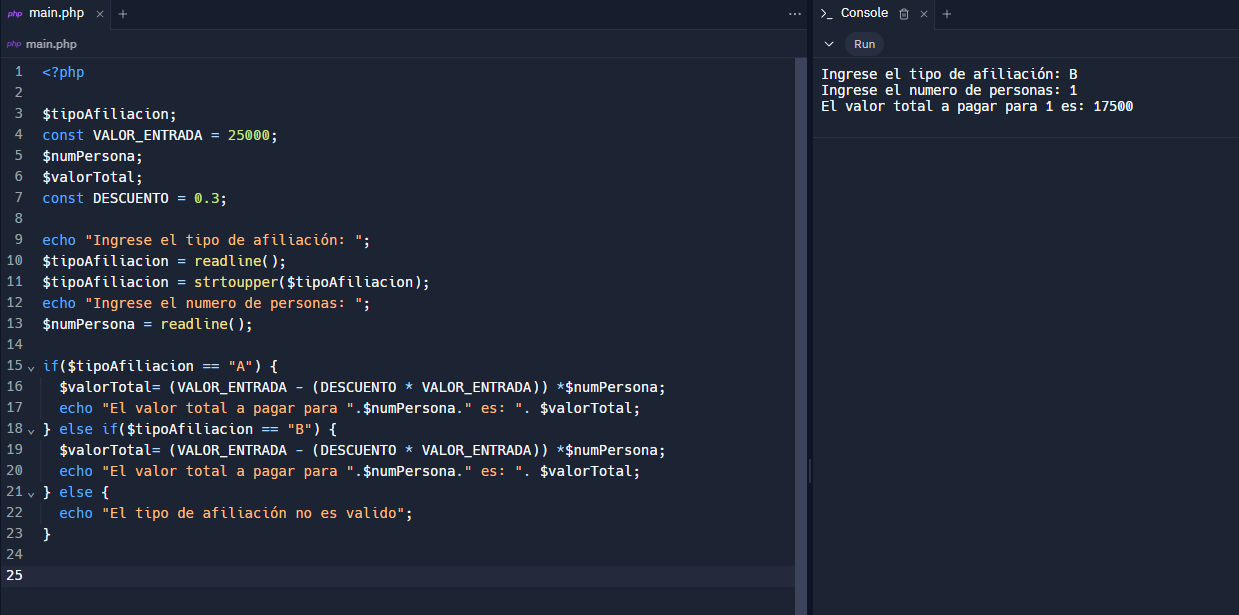 php main.php × +
...
php main.php
1 <?php
2
3 $tipoAfiliacion;
4 const VALOR_ENTRADA = 25000;
5 $numPersona;
6 $valorTotal;
7 const DESCUENTO = 0.3;
8
9 echo "Ingrese el tipo de afiliación: ";
10 $tipoAfiliacion = readline();
11 $tipoAfiliacion = strtoupper($tipoAfiliacion);
12 echo "Ingrese el numero de personas: ";
13 $numPersona = readline();
14
15 if($tipoAfiliacion == "A") {
16   $valorTotal= (VALOR_ENTRADA - (DESCUENTO * VALOR_ENTRADA)) *$numPersona;
17   echo "El valor total a pagar para ".$numPersona." es: ". $valorTotal;
18 } else if($tipoAfiliacion == "B") {
19   $valorTotal= (VALOR_ENTRADA - (DESCUENTO * VALOR_ENTRADA)) *$numPersona;
20   echo "El valor total a pagar para ".$numPersona." es: ". $valorTotal;
21 } else {
22   echo "El tipo de afiliación no es valido";
23 }
24
25
>_ Console × +
Run
Ingrese el tipo de afiliación: B
Ingrese el numero de personas: 1
El valor total a pagar para 1 es: 17500